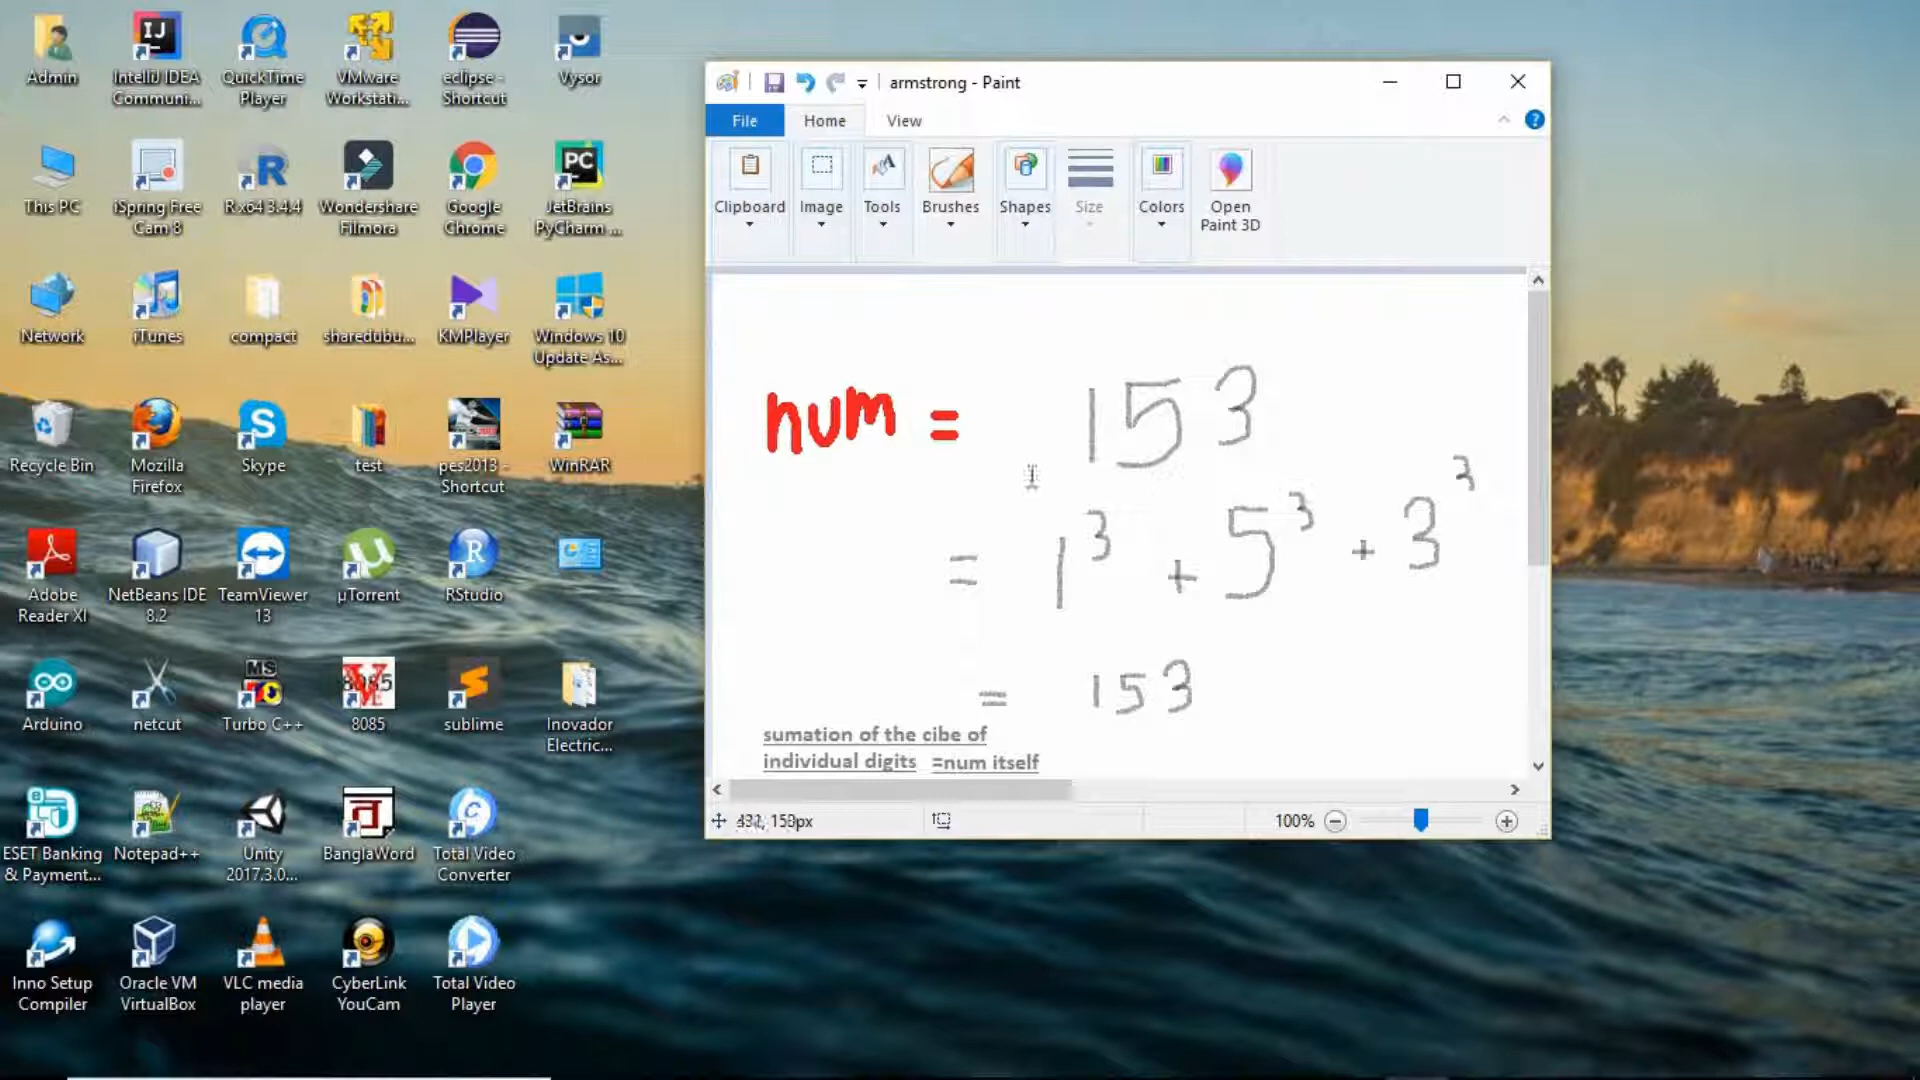 Admin
IntelliJ IDEA
Communi...
QuickTime
Player
VMware
Workstati...
eclipse -
Shortcut
Vysor
This PC
iSpring Free
Cam 8
R x64 3.4.4
Wondershare
Filmora
Google
Chrome
JetBrains
PyCharm ...
Network
iTunes
compact
sharedubu...
KMPlayer
Windows 10
Update As...
Recycle Bin
Mozilla
Firefox
Skype
test
pes2013 -
Shortcut
WinRAR
Adobe
Reader XI
NetBeans IDE
8.2
TeamViewer
13
µTorrent
RStudio
Arduino
netcut
Turbo C++
8085
sublime
Inovador
Electric...
ESET Banking
& Payment...
Notepad++
Unity
2017.3.0...
BanglaWord
Total Video
Converter
Inno Setup
Compiler
Oracle VM
VirtualBox
VLC media
player
CyberLink
YouCam
Total Video
Player
armstrong - Paint
File Home View
Clipboard Image Tools Brushes Shapes Size Colors Open
Paint 3D
num = 153
= 1³ + 5³ + 3³
= 153
sumation of the cibe of
individual digits =num itself
100%